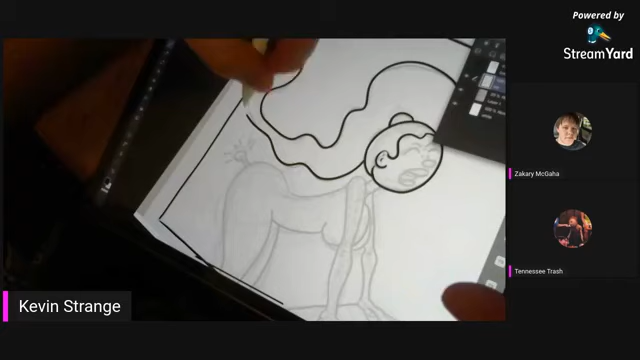 Powered by
StreamYard
Zakary McGaha
Tennessee Trash
Kevin Strange